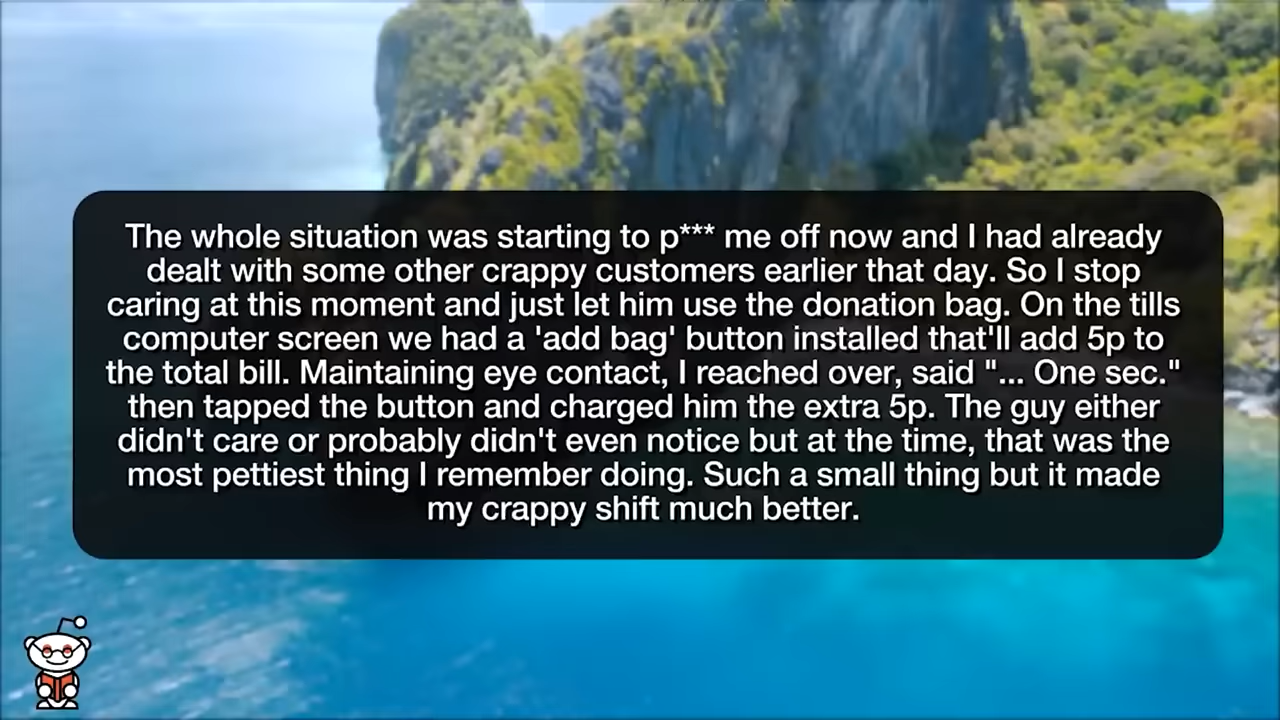 The whole situation was starting to p*** me off now and I had already
dealt with some other crappy customers earlier that day. So I stop
caring at this moment and just let him use the donation bag. On the tills
computer screen we had a 'add bag' button installed that'll add 5p to
the total bill. Maintaining eye contact, I reached over, said "... One sec."
then tapped the button and charged him the extra 5p. The guy either
didn't care or probably didn't even notice but at the time, that was the
most pettiest thing I remember doing. Such a small thing but it made
my crappy shift much better.